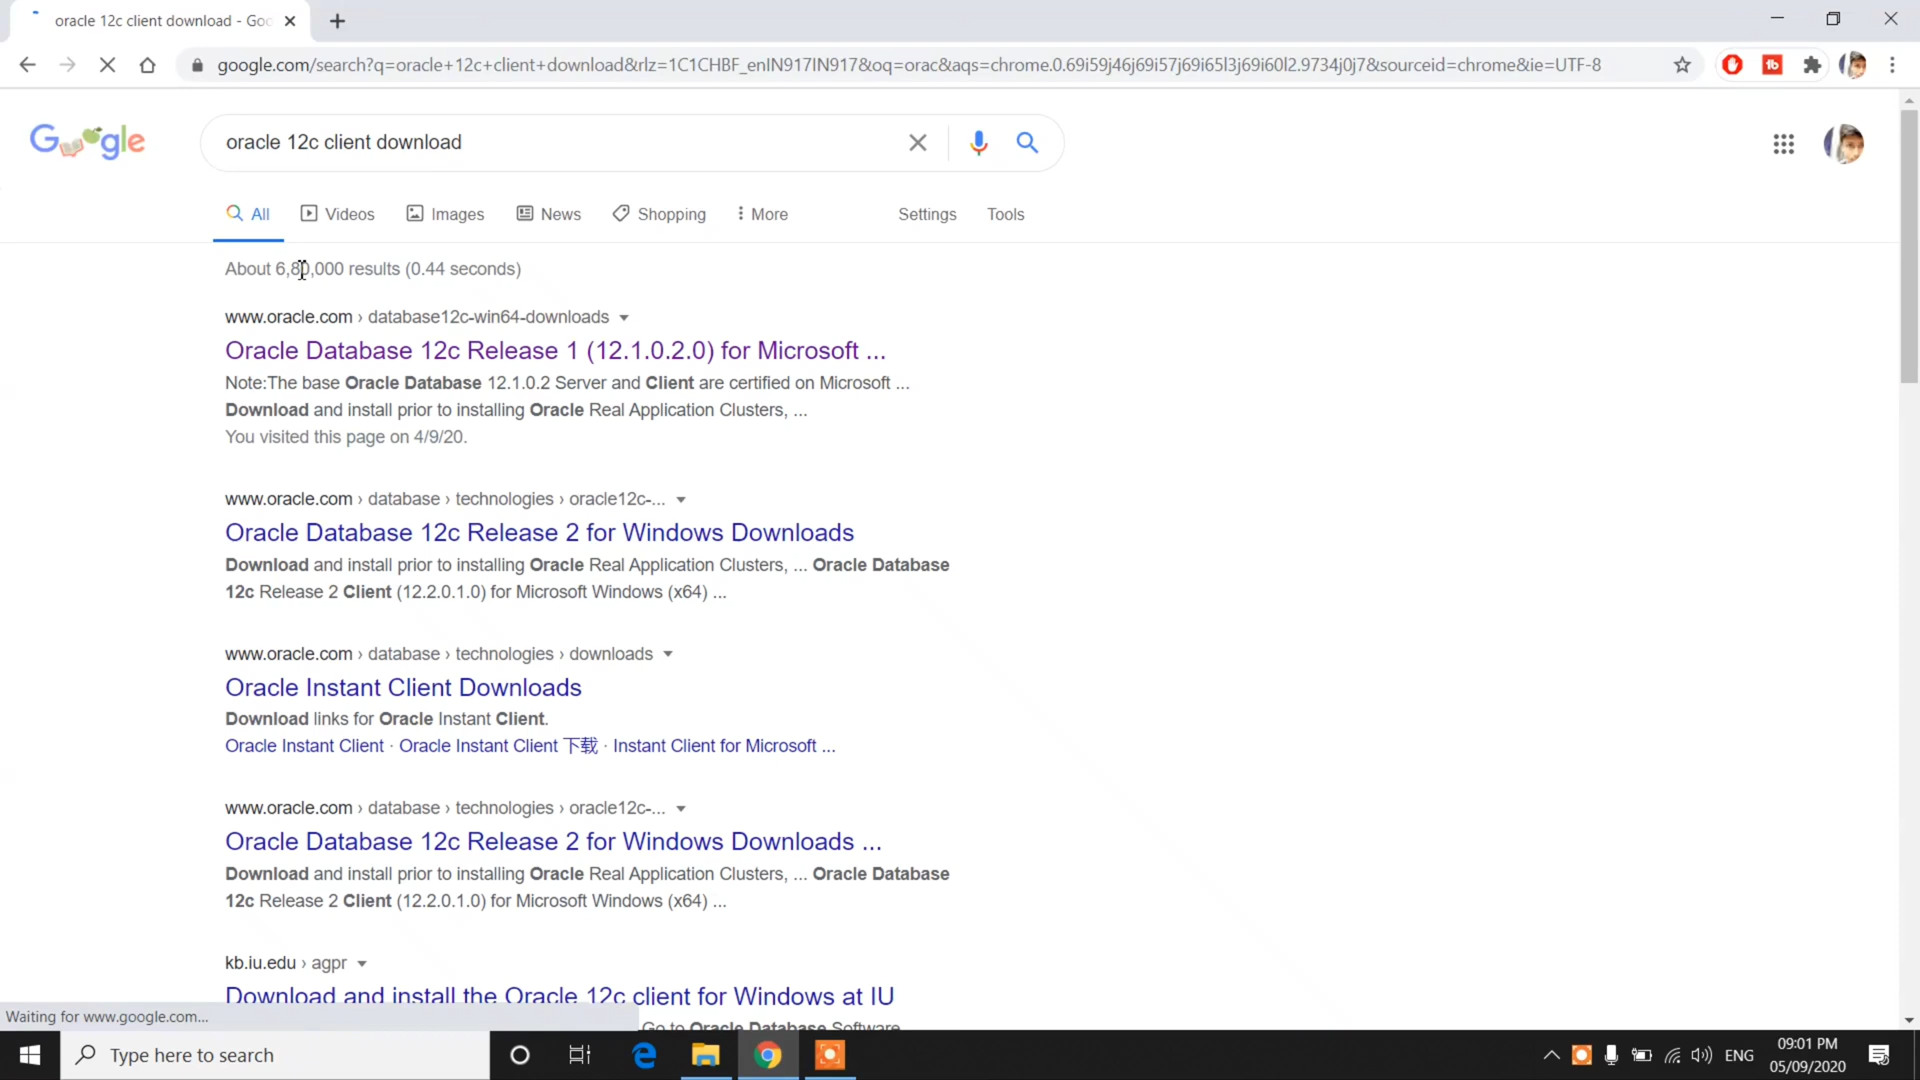 oracle 12c client download - Goo
google.com/search?q=oracle+12c+client+download&rlz=1C1CHBF_enIN917IN917&oq=orac&aqs=chrome.0.69i59j46j69i57j69i65l3j69i60l2.9734j0j7&sourceid=chrome&ie=UTF-8
Google
oracle 12c client download
All Videos Images News Shopping More Settings Tools
About 6,80,000 results (0.44 seconds)
www.oracle.com › database12c-win64-downloads
Oracle Database 12c Release 1 (12.1.0.2.0) for Microsoft ...
Note:The base Oracle Database 12.1.0.2 Server and Client are certified on Microsoft ...
Download and install prior to installing Oracle Real Application Clusters, ...
You visited this page on 4/9/20.
www.oracle.com › database › technologies › oracle12c-...
Oracle Database 12c Release 2 for Windows Downloads
Download and install prior to installing Oracle Real Application Clusters, ... Oracle Database
12c Release 2 Client (12.2.0.1.0) for Microsoft Windows (x64) ...
www.oracle.com › database › technologies › downloads
Oracle Instant Client Downloads
Download links for Oracle Instant Client.
Oracle Instant Client · Oracle Instant Client 下载 · Instant Client for Microsoft ...
www.oracle.com › database › technologies › oracle12c-...
Oracle Database 12c Release 2 for Windows Downloads ...
Download and install prior to installing Oracle Real Application Clusters, ... Oracle Database
12c Release 2 Client (12.2.0.1.0) for Microsoft Windows (x64) ...
kb.iu.edu › agpr
Download and install the Oracle 12c client for Windows at IU
Waiting for www.google.com...
Go to Oracle Database Software
Type here to search
ENG
09:01 PM
05/09/2020